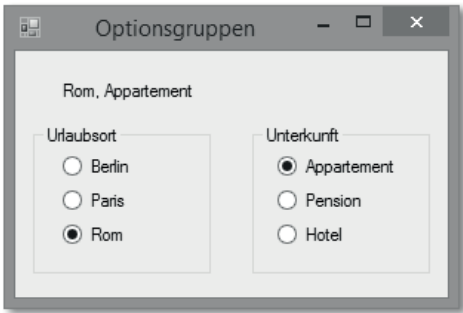 Optionsgruppen
Rom, Appartement
Urlaubsort
Berlin
Paris
Rom
Unterkunft
Appartement
Pension
Hotel